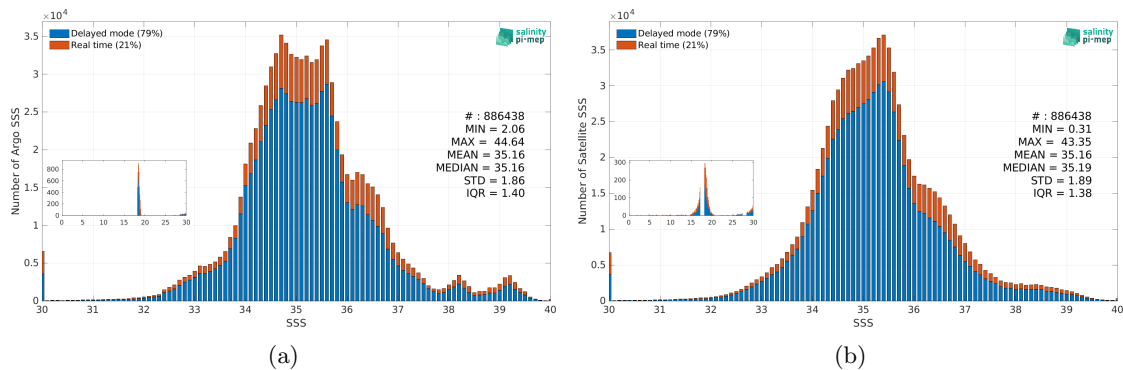 ×10⁴
Delayed mode (79%)
Real time (21%)
salinity
pi-mep
# : 886438
MIN = 2.06
MAX = 44.64
MEAN = 35.16
MEDIAN = 35.16
STD = 1.86
IQR = 1.40
Number of Argo SSS
3.5
3
2.5
2
1.5
1
0.5
0
800
600
400
200
0
0 5 10 15 20 25 30
30 31 32 33 34 35 36 37 38 39 40
SSS
(a)
×10⁴
Delayed mode (79%)
Real time (21%)
salinity
pi-mep
# : 886438
MIN = 0.31
MAX = 43.35
MEAN = 35.16
MEDIAN = 35.19
STD = 1.89
IQR = 1.38
Number of Satellite SSS
3.5
3
2.5
2
1.5
1
0.5
0
300
200
100
0
0 5 10 15 20 25 30
30 31 32 33 34 35 36 37 38 39 40
SSS
(b)